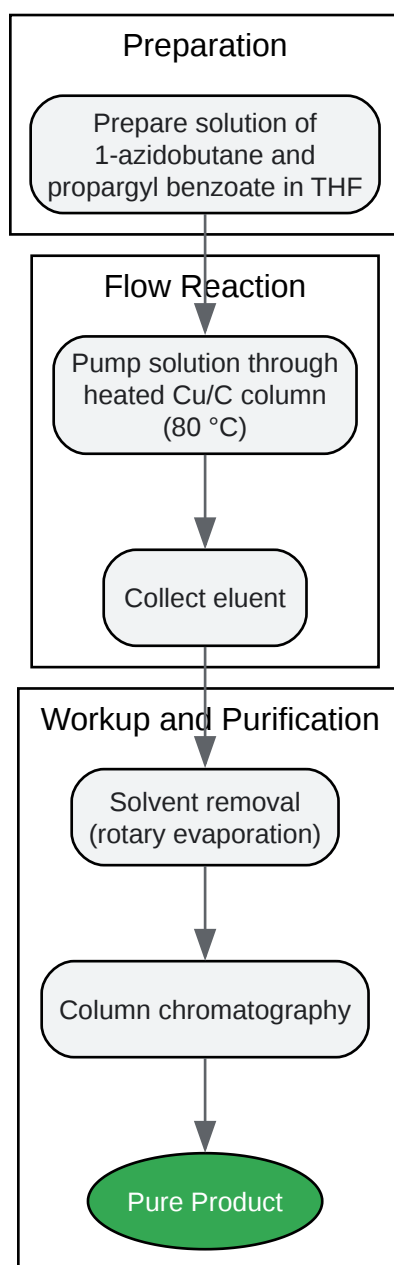 Preparation
Prepare solution of
1-azidobutane and
propargyl benzoate in THF
Flow Reaction
Pump solution through
heated Cu/C column
(80 °C)
Collect eluent
Workup and Purification
Solvent removal
(rotary evaporation)
Column chromatography
Pure Product